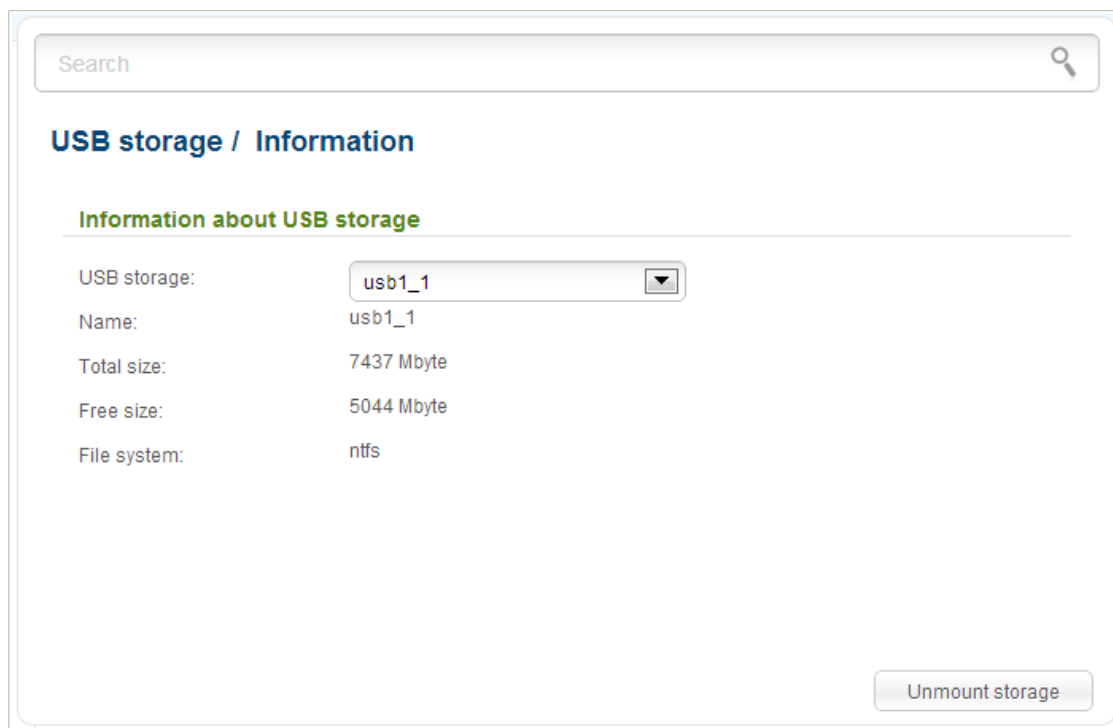 Search
USB storage / Information
Information about USB storage
USB storage: usb1_1
Name: usb1_1
Total size: 7437 Mbyte
Free size: 5044 Mbyte
File system: ntfs
Unmount storage